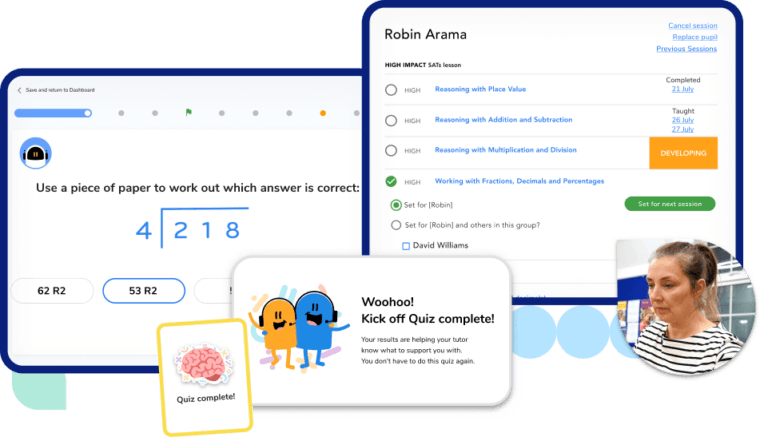 Save and return to Dashboard
Use a piece of paper to work out which answer is correct:
4 218
62 R2
53 R2
Robin Arama
Cancel session
Replace pupil
Previous Sessions
HIGH IMPACT SATs lesson
HIGH Reasoning with Place Value
Completed
21 July
HIGH Reasoning with Addition and Subtraction
Taught
26 July
27 July
HIGH Reasoning with Multiplication and Division
DEVELOPING
HIGH Working with Fractions, Decimals and Percentages
Set for [Robin]
Set for next session
Set for [Robin] and others in this group?
David Williams
Woohoo!
Kick off Quiz complete!
Your results are helping your tutor
know what to support you with.
You don't have to do this quiz again.
Quiz complete!